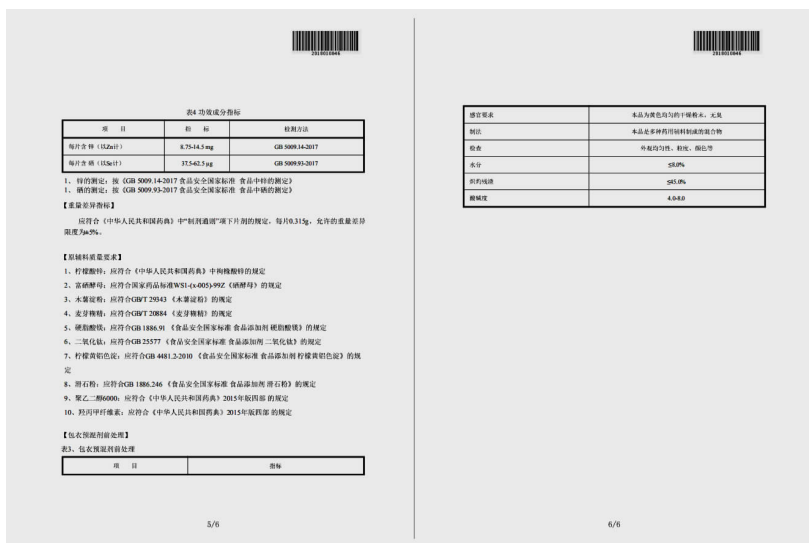 2018010846
表4 功效成分指标
项 目 指 标 检测方法
每片含 锌（以Zn计） 8.75-14.5 mg GB 5009.14-2017
每片含 硒（以Se计） 37.5-62.5 μg GB 5009.93-2017
1、 锌的测定：按《GB 5009.14-2017 食品安全国家标准 食品中锌的测定》
1、 硒的测定：按《GB 5009.93-2017 食品安全国家标准 食品中硒的测定》
【重量差异指标】
应符合《中华人民共和国药典》中“制剂通则”项下片剂的规定，每片0.315g，允许的重量差异
限度为±5%。
【原辅料质量要求】
1、柠檬酸锌：应符合《中华人民共和国药典》中枸橼酸锌的规定
2、富硒酵母：应符合国家药品标准WS1-(x-005)-99Z《硒酵母》的规定
3、木薯淀粉：应符合GB/T 29343 《木薯淀粉》的规定
4、麦芽糊精：应符合GB/T 20884 《麦芽糊精》的规定
5、硬脂酸镁：应符合GB 1886.91 《食品安全国家标准 食品添加剂 硬脂酸镁》的规定
6、二氧化钛：应符合GB 25577 《食品安全国家标准 食品添加剂 二氧化钛》的规定
7、柠檬黄铝色淀：应符合GB 4481.2-2010 《食品安全国家标准 食品添加剂 柠檬黄铝色淀》的规
定
8、滑石粉：应符合GB 1886.246 《食品安全国家标准 食品添加剂 滑石粉》的规定
9、聚乙二醇6000：应符合《中华人民共和国药典》2015年版四部 的规定
10、羟丙甲纤维素：应符合《中华人民共和国药典》2015年版四部 的规定
【包衣预混剂前处理】
表3、包衣预混剂前处理
项 目 指标
5/6
2018010846
感官要求 本品为黄色均匀的干燥粉末，无臭
制法 本品是多种药用辅料制成的混合物
检查 外观均匀性、粒度、颜色等
水分 ≤8.0%
炽灼残渣 ≤45.0%
酸碱度 4.0-8.0
6/6